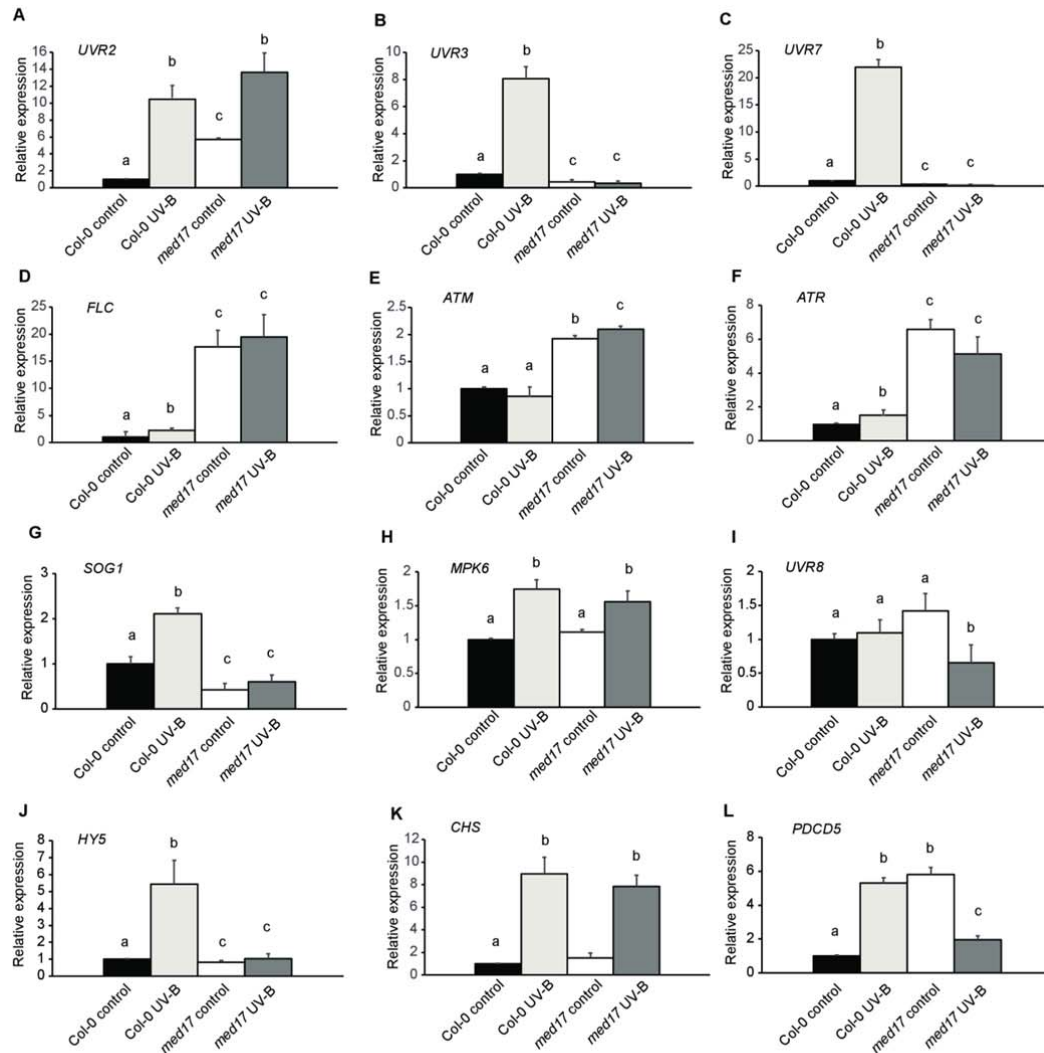 A
UVR2
Relative expression
16
14
12
10
8
6
4
2
0
a
b
c
b
Col-0 control
Col-0 UV-B
med17 control
med17 UV-B
B
UVR3
Relative expression
10
8
6
4
2
0
a
b
c
c
Col-0 control
Col-0 UV-B
med17 control
med17 UV-B
C
UVR7
Relative expression
25
20
15
10
5
0
a
b
c
c
Col-0 control
Col-0 UV-B
med17 control
med17 UV-B
D
FLC
Relative expression
25
20
15
10
5
0
a
b
c
c
Col-0 control
Col-0 UV-B
med17 control
med17 UV-B
E
ATM
Relative expression
2.5
2
1.5
1
0.5
0
a
a
b
c
Col-0 control
Col-0 UV-B
med17 control
med17 UV-B
F
ATR
Relative expression
8
6
4
2
0
a
b
c
c
Col-0 control
Col-0 UV-B
med17 control
med17 UV-B
G
SOG1
Relative expression
3
2
1
0
a
b
c
c
Col-0 control
Col-0 UV-B
med17 control
med17 UV-B
H
MPK6
Relative expression
2
1.5
1
0.5
0
a
b
a
b
Col-0 control
Col-0 UV-B
med17 control
med17 UV-B
I
UVR8
Relative expression
2
1.5
1
0.5
0
a
a
a
b
Col-0 control
Col-0 UV-B
med17 control
med17 UV-B
J
HY5
Relative expression
8
7
6
5
4
3
2
1
0
a
b
c
c
Col-0 control
Col-0 UV-B
med17 control
med17 UV-B
K
CHS
Relative expression
12
10
8
6
4
2
0
a
b
a
b
Col-0 control
Col-0 UV-B
med17 control
med17 UV-B
L
PDCD5
Relative expression
8
6
4
2
0
a
b
b
c
Col-0 control
Col-0 UV-B
med17 control
med17 UV-B